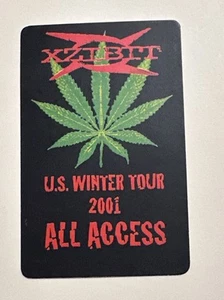 XZIBIT
U.S. WINTER TOUR
2001
ALL ACCESS